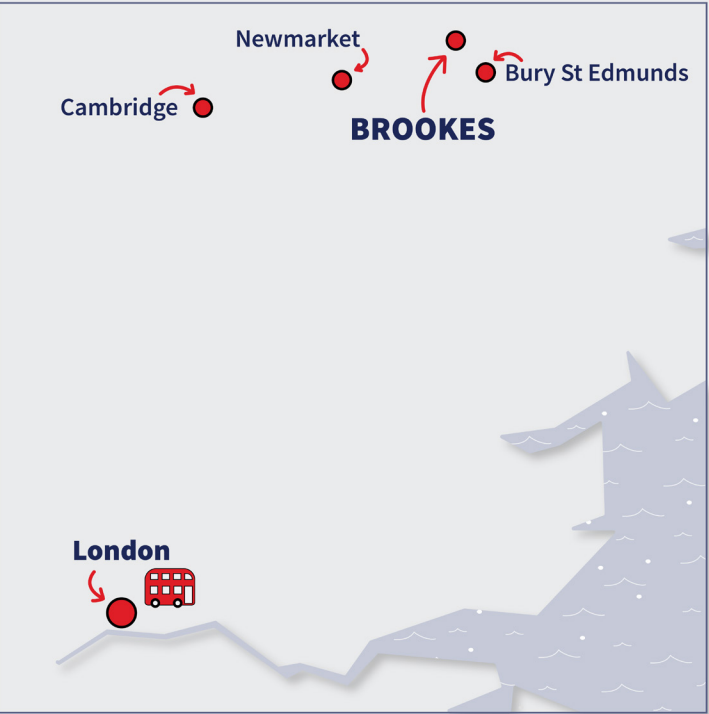 Newmarket
Bury St Edmunds
Cambridge
BROOKES
London